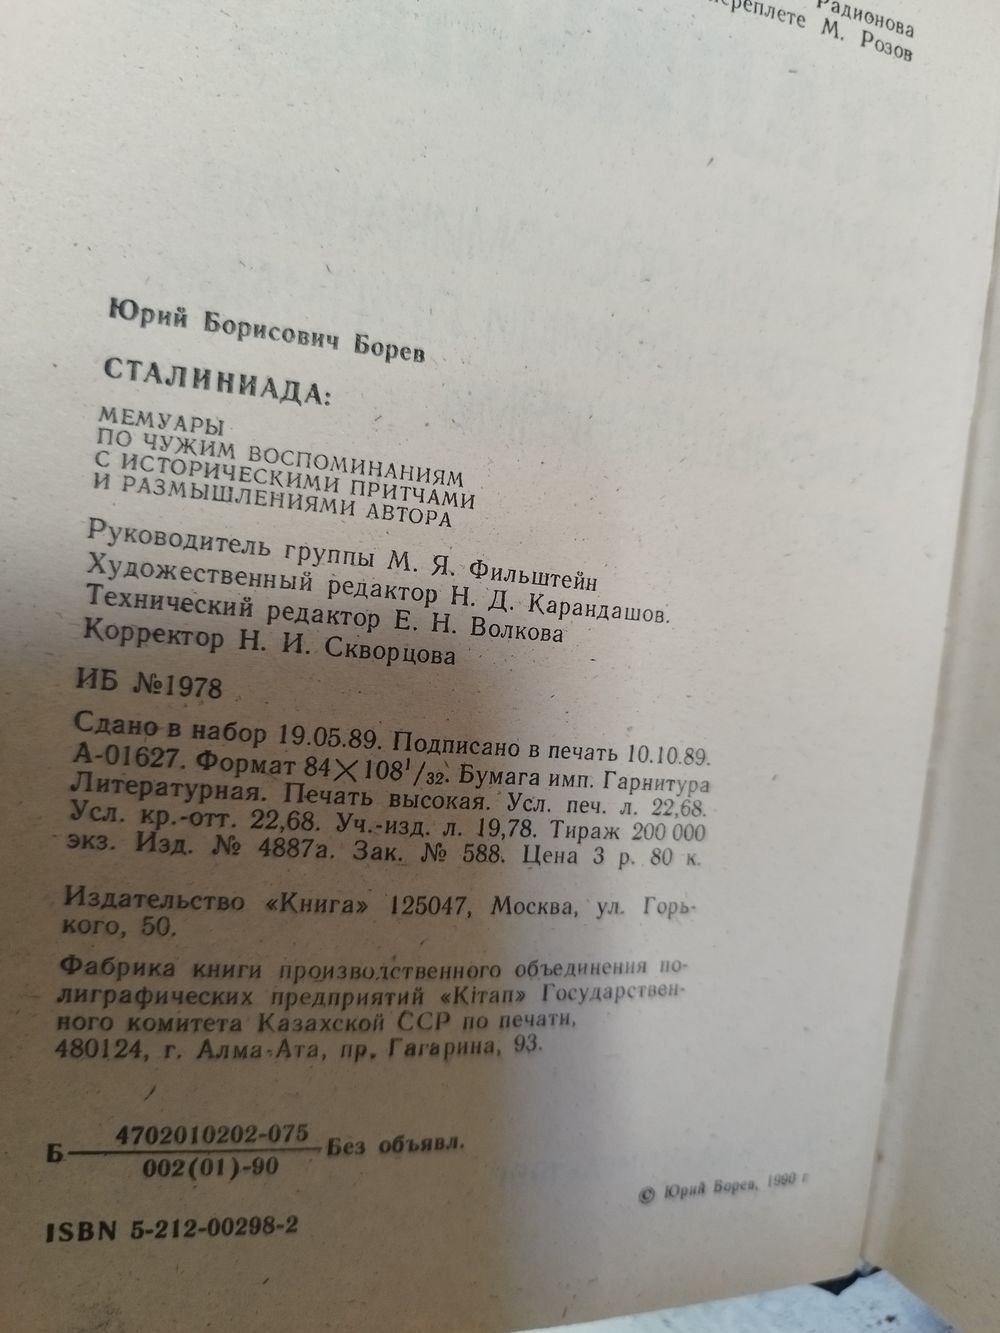 Радионова
переплете М. Розов
Юрий Борисович Борев
СТАЛИНИАДА:
МЕМУАРЫ
ПО ЧУЖИМ ВОСПОМИНАНИЯМ
С ИСТОРИЧЕСКИМИ ПРИТЧАМИ
И РАЗМЫШЛЕНИЯМИ АВТОРА
Руководитель группы М. Я. Фильштейн
Художественный редактор Н. Д. Карандашов.
Технический редактор Е. Н. Волкова
Корректор Н. И. Скворцова
ИБ №1978
Сдано в набор 19.05.89. Подписано в печать 10.10.89.
А-01627. Формат 84×108¹/₃₂. Бумага имп. Гарнитура
Литературная. Печать высокая. Усл. печ. л. 22,68.
Усл. кр.-отт. 22,68. Уч.-изд. л. 19,78. Тираж 200 000
экз. Изд. № 4887а. Зак. № 588. Цена 3 р. 80 к.
Издательство «Книга» 125047, Москва, ул. Горь-
кого, 50.
Фабрика книги производственного объединения по-
лиграфических предприятий «Кітап» Государствен-
ного комитета Казахской ССР по печати,
480124, г. Алма-Ата, пр. Гагарина, 93.
4702010202-075
Б Без объявл.
002(01)-90
© Юрий Борев, 1990 г
ISBN 5-212-00298-2